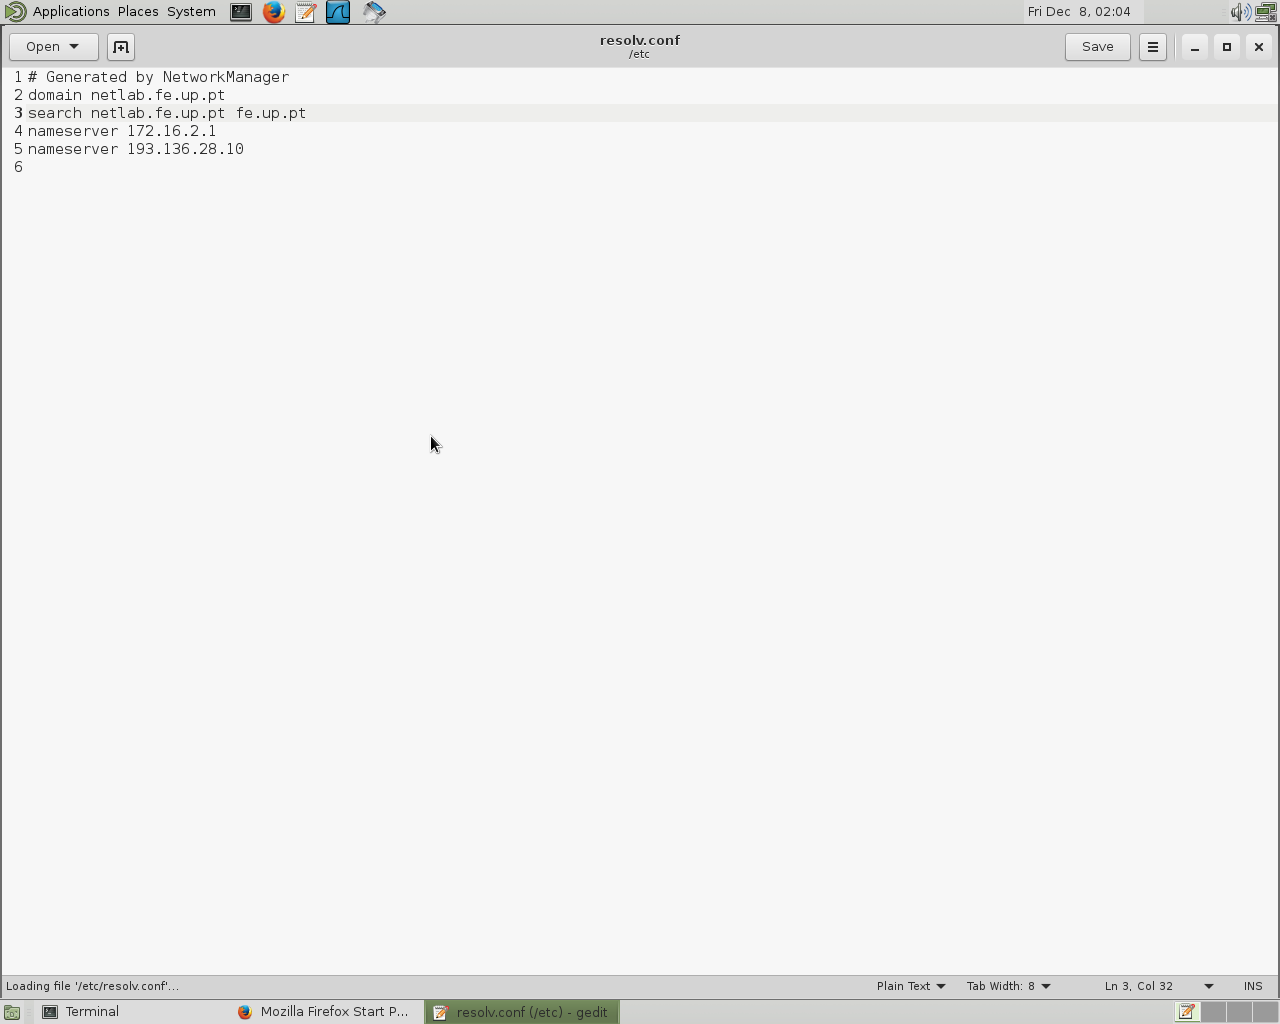 Applications Places System
Fri Dec 8, 02:04
Open
resolv.conf
/etc
Save
1 # Generated by NetworkManager
2 domain netlab.fe.up.pt
3 search netlab.fe.up.pt fe.up.pt
4 nameserver 172.16.2.1
5 nameserver 193.136.28.10
6
Loading file '/etc/resolv.conf'...
Plain Text
Tab Width: 8
Ln 3, Col 32
INS
Terminal
Mozilla Firefox Start P...
resolv.conf (/etc) - gedit